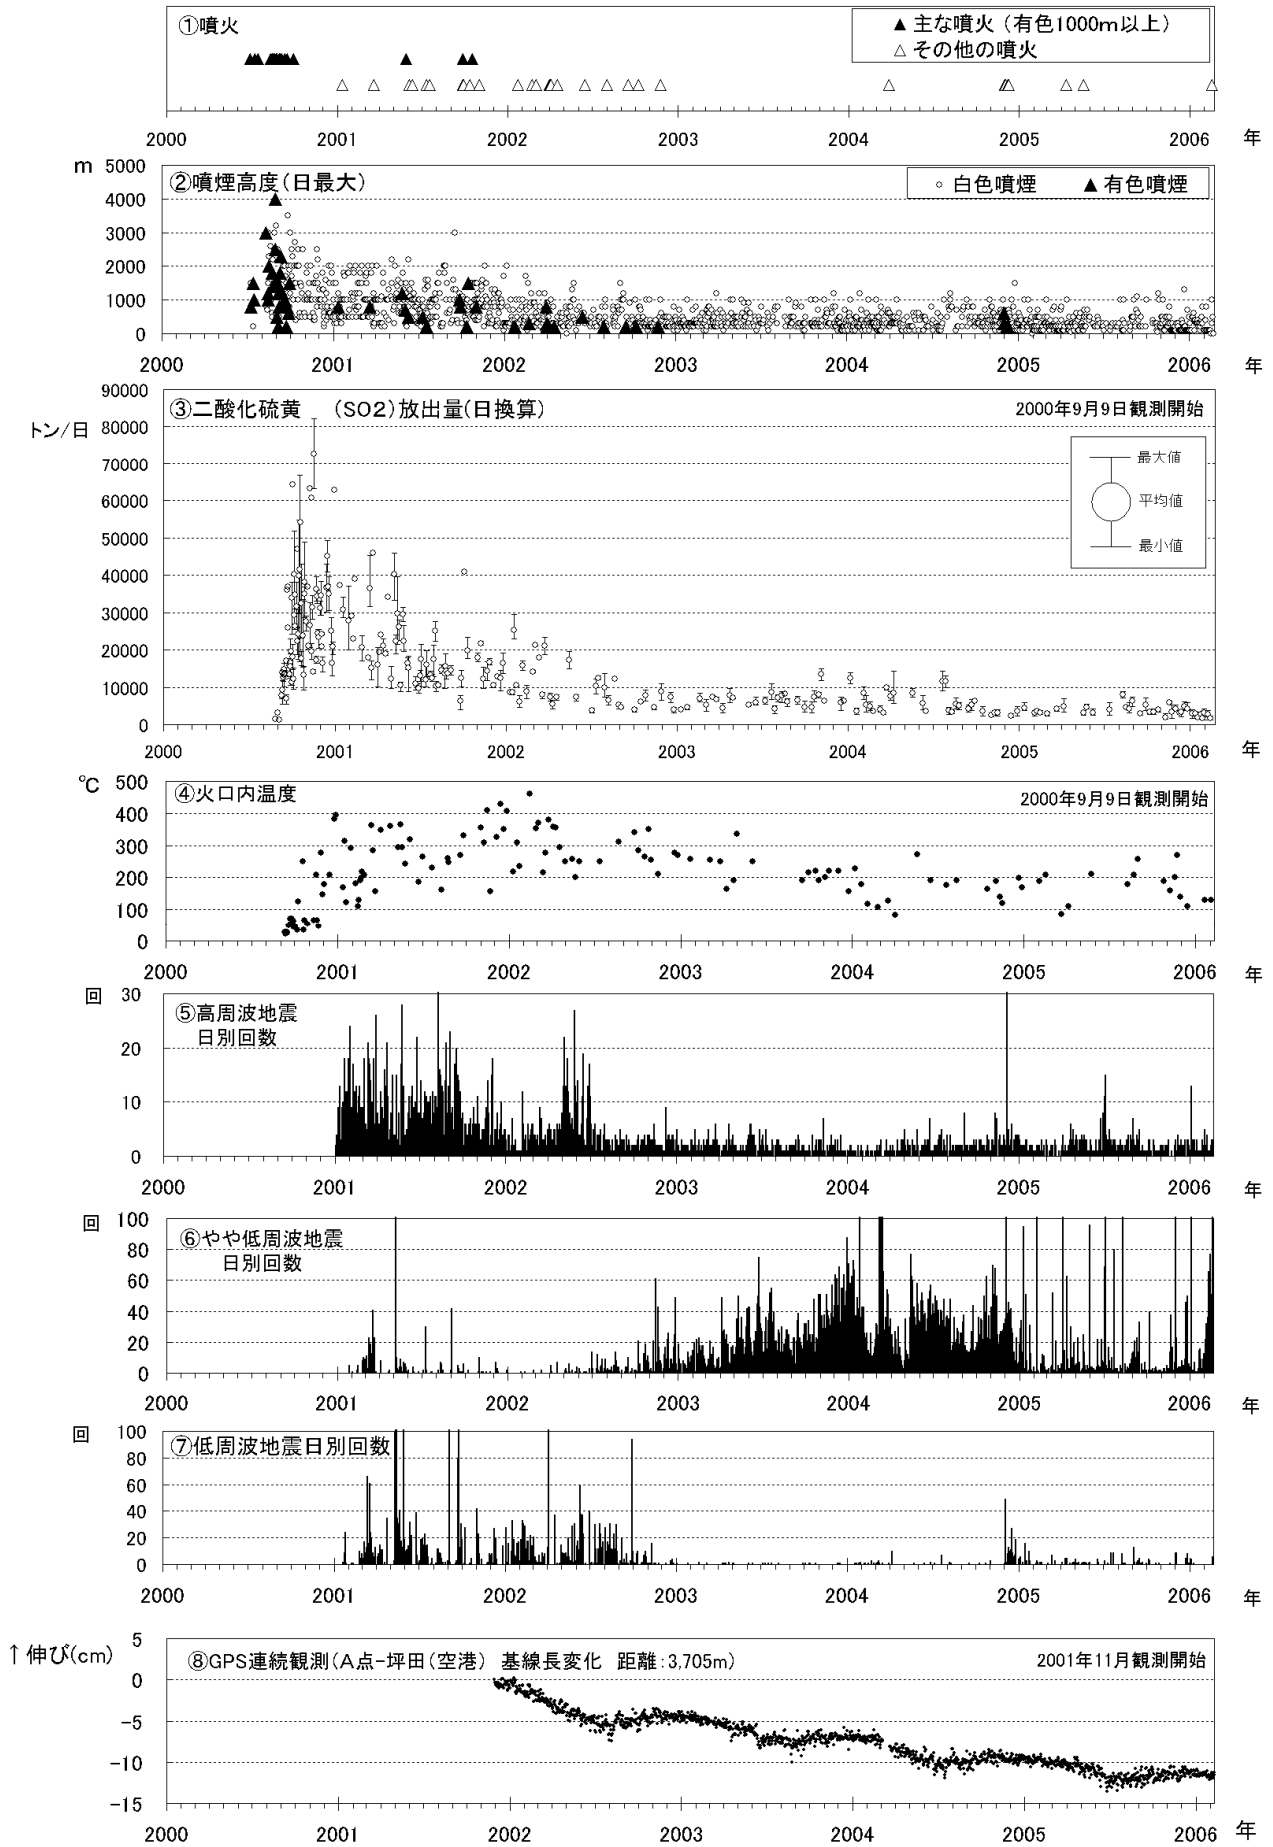 ①噴火
▲ 主な噴火（有色1000m以上）
△ その他の噴火
2000 2001 2002 2003 2004 2005 2006 年
m
②噴煙高度(日最大)
○ 白色噴煙 ▲ 有色噴煙
5000
4000
3000
2000
1000
0
2000 2001 2002 2003 2004 2005 2006 年
トン/日
③二酸化硫黄 （SO2）放出量(日換算)
2000年9月9日観測開始
最大値
平均値
最小値
90000
80000
70000
60000
50000
40000
30000
20000
10000
0
2000 2001 2002 2003 2004 2005 2006 年
℃
④火口内温度
2000年9月9日観測開始
500
400
300
200
100
0
2000 2001 2002 2003 2004 2005 2006 年
回
⑤高周波地震
日別回数
30
20
10
0
2000 2001 2002 2003 2004 2005 2006 年
回
⑥やや低周波地震
日別回数
100
80
60
40
20
0
2000 2001 2002 2003 2004 2005 2006 年
回
⑦低周波地震日別回数
100
80
60
40
20
0
2000 2001 2002 2003 2004 2005 2006 年
↑伸び(cm)
⑧GPS連続観測(A点-坪田(空港) 基線長変化 距離:3,705m)
2001年11月観測開始
5
0
-5
-10
-15
2000 2001 2002 2003 2004 2005 2006 年